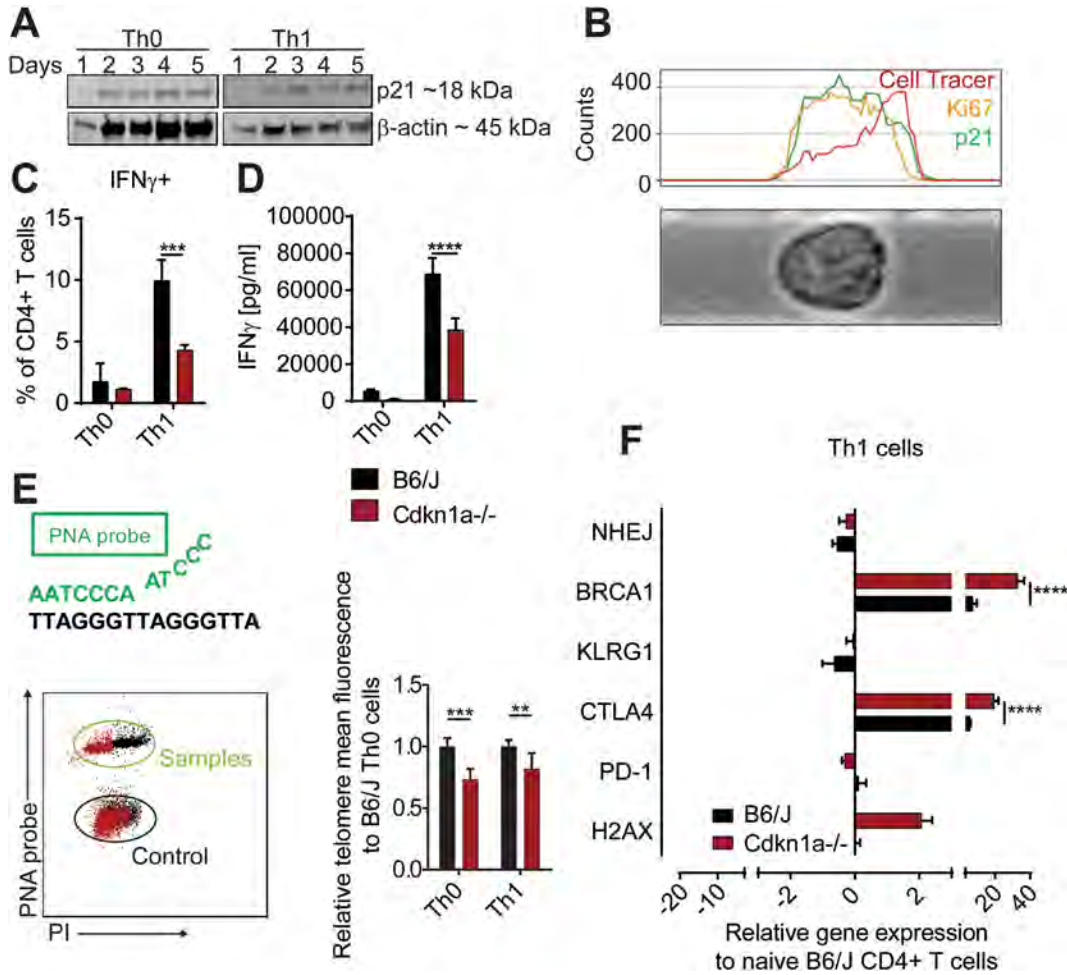 A
Th0 Th1
Days 1 2 3 4 5 1 2 3 4 5
p21 ~18 kDa
β-actin ~ 45 kDa
B
Counts
400
200
0
Cell Tracer
Ki67
p21
C
IFNγ+
% of CD4+ T cells
15
10
5
0
***
Th0 Th1
D
IFNγ [pg/ml]
100000
80000
60000
40000
20000
0
****
Th0 Th1
B6/J
Cdkn1a-/-
E
PNA probe
AATCCCA ATCCCC
TTAGGGTTAGGGTTA
PNA probe
Samples
Control
PI
Relative telomere mean fluorescence
to B6/J Th0 cells
1.5
1.0
0.5
0.0
*** **
Th0 Th1
F
Th1 cells
NHEJ
BRCA1
****
KLRG1
CTLA4
****
PD-1
H2AX
B6/J
Cdkn1a-/-
-20 -10 -2 0 2 20 40
Relative gene expression
to naive B6/J CD4+ T cells